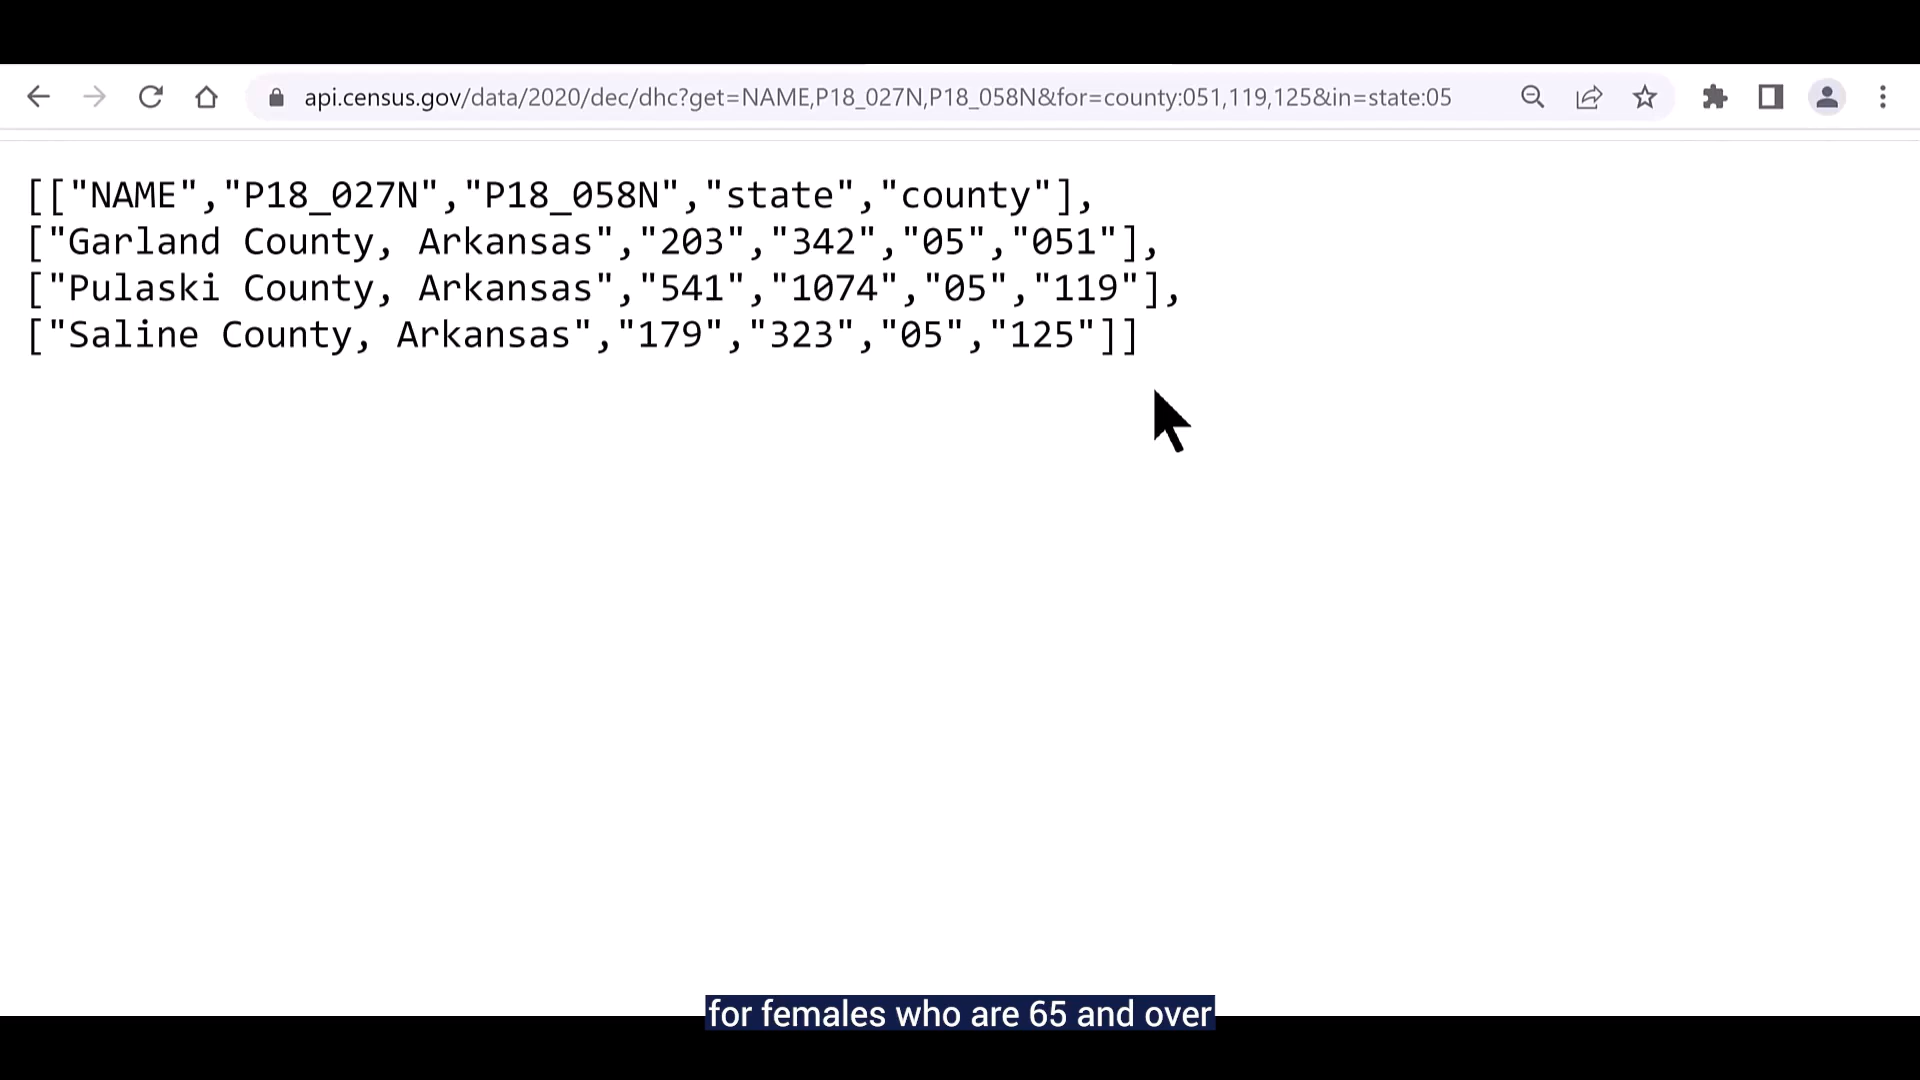 api.census.gov/data/2020/dec/dhc?get=NAME,P18_027N,P18_058N&for=county:051,119,125&in=state:05
[["NAME","P18_027N","P18_058N","state","county"],
["Garland County, Arkansas","203","342","05","051"],
["Pulaski County, Arkansas","541","1074","05","119"],
["Saline County, Arkansas","179","323","05","125"]]
for females who are 65 and over